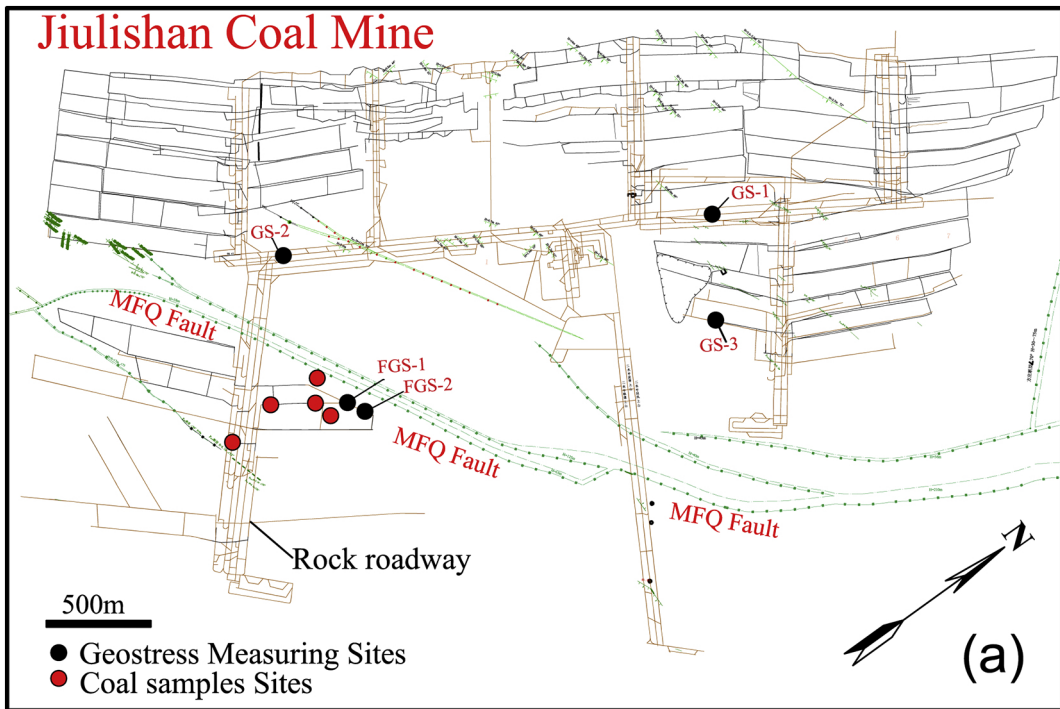 Jiulishan Coal Mine
GS-1
GS-2
MFQ Fault
GS-3
FGS-1
FGS-2
MFQ Fault
MFQ Fault
N
Rock roadway
500m
Geostress Measuring Sites
Coal samples Sites
(a)